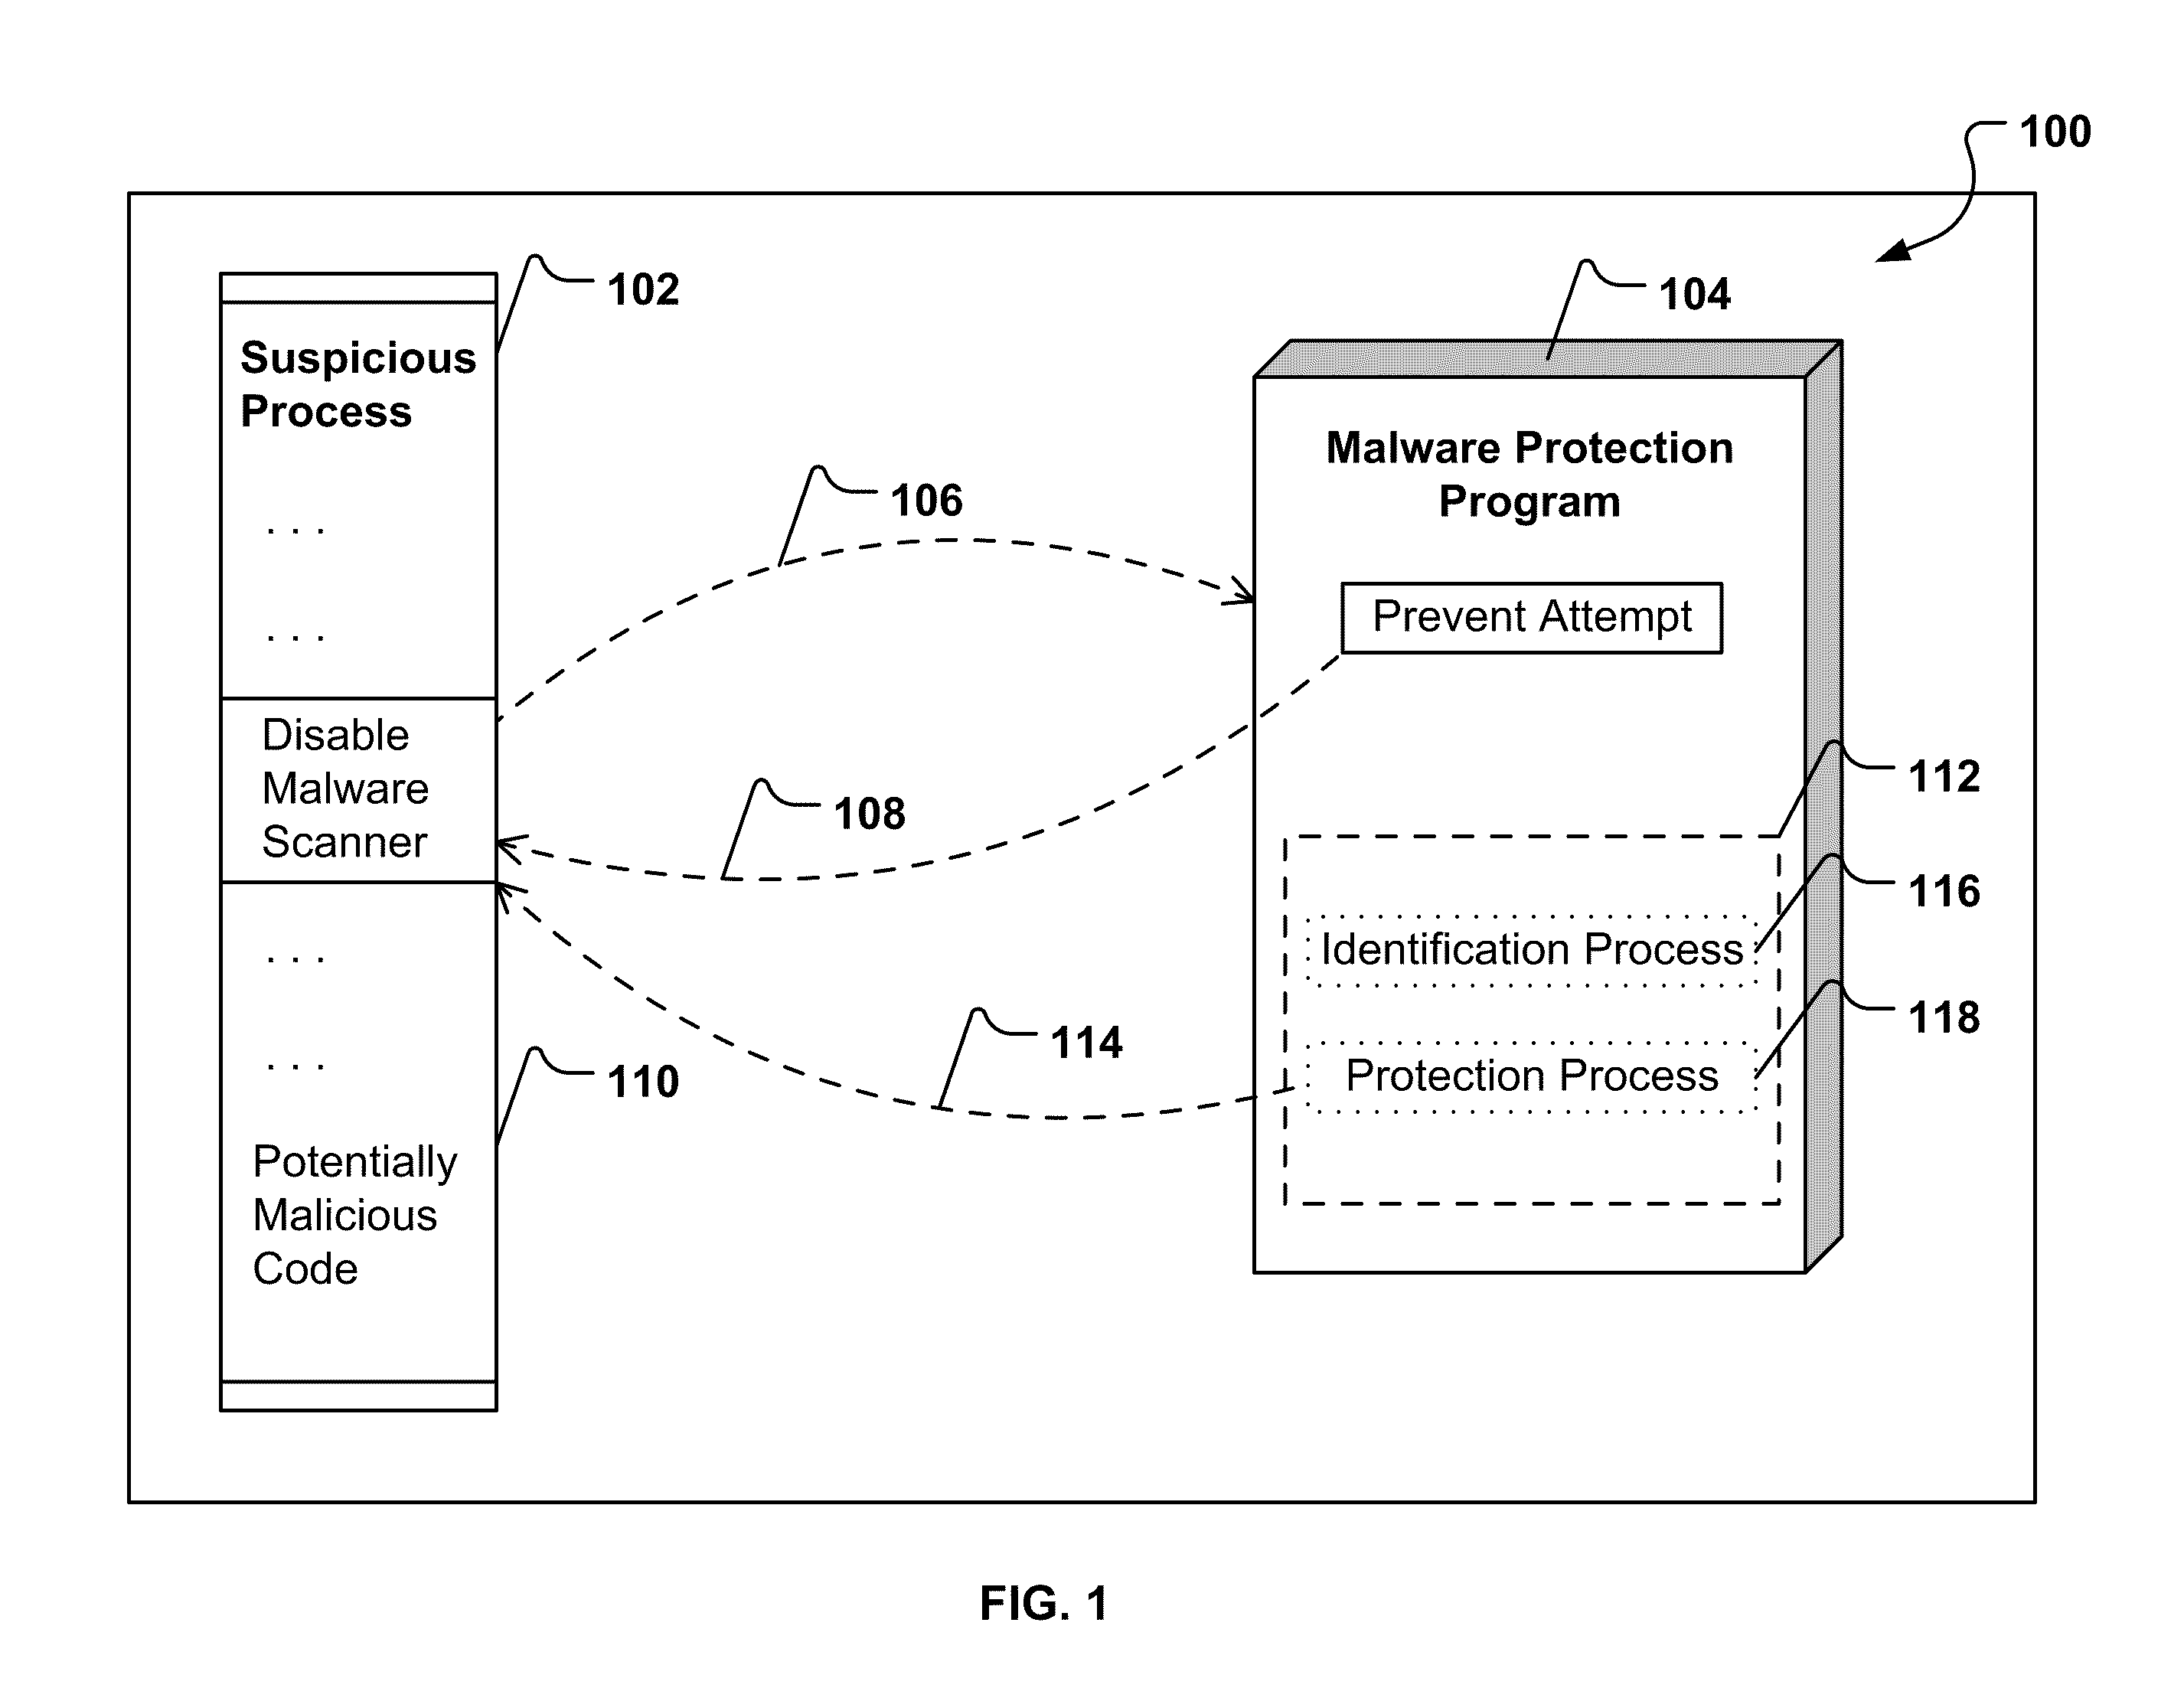 100
102
104
Suspicious
Process
. . .
. . .
Disable
Malware
Scanner
. . .
. . .
Potentially
Malicious
Code
106
108
110
114
Malware Protection
Program
Prevent Attempt
112
116
Identification Process
118
Protection Process
FIG. 1